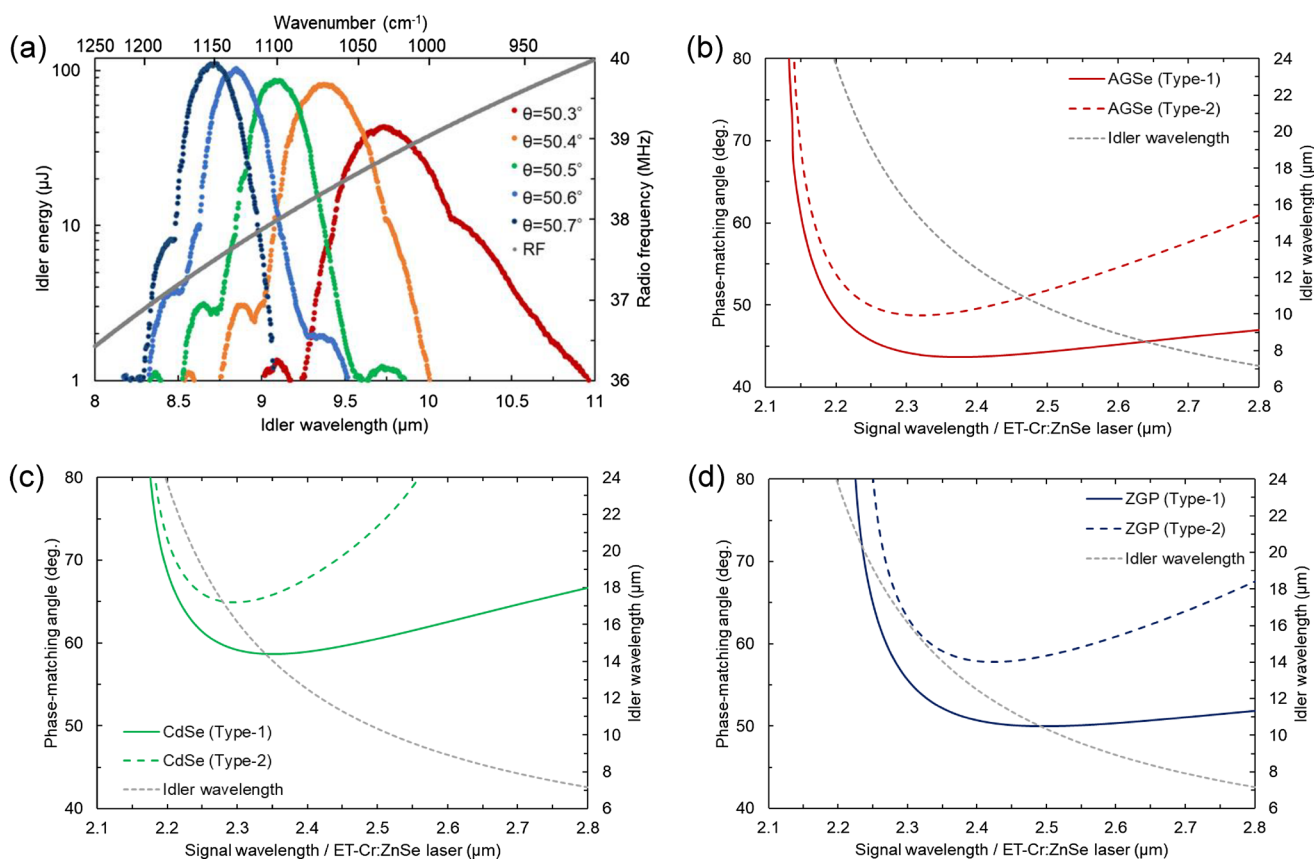 (a)
Wavenumber (cm⁻¹)
1250 1200 1150 1100 1050 1000 950
Idler energy (µJ)
100
10
1
θ=50.3°
θ=50.4°
θ=50.5°
θ=50.6°
θ=50.7°
RF
40
39
38
37
36
Radio frequency (MHz)
8 8.5 9 9.5 10 10.5 11
Idler wavelength (µm)
(b)
Phase-matching angle (deg.)
80
70
60
50
40
AGSe (Type-1)
AGSe (Type-2)
Idler wavelength
24
22
20
18
16
14
12
10
8
6
Idler wavelength (µm)
2.1 2.2 2.3 2.4 2.5 2.6 2.7 2.8
Signal wavelength / ET-Cr:ZnSe laser (µm)
(c)
Phase-matching angle (deg.)
80
70
60
50
40
CdSe (Type-1)
CdSe (Type-2)
Idler wavelength
24
22
20
18
16
14
12
10
8
6
Idler wavelength (µm)
2.1 2.2 2.3 2.4 2.5 2.6 2.7 2.8
Signal wavelength / ET-Cr:ZnSe laser (µm)
(d)
Phase-matching angle (deg.)
80
70
60
50
40
ZGP (Type-1)
ZGP (Type-2)
Idler wavelength
24
22
20
18
16
14
12
10
8
6
Idler wavelength (µm)
2.1 2.2 2.3 2.4 2.5 2.6 2.7 2.8
Signal wavelength / ET-Cr:ZnSe laser (µm)